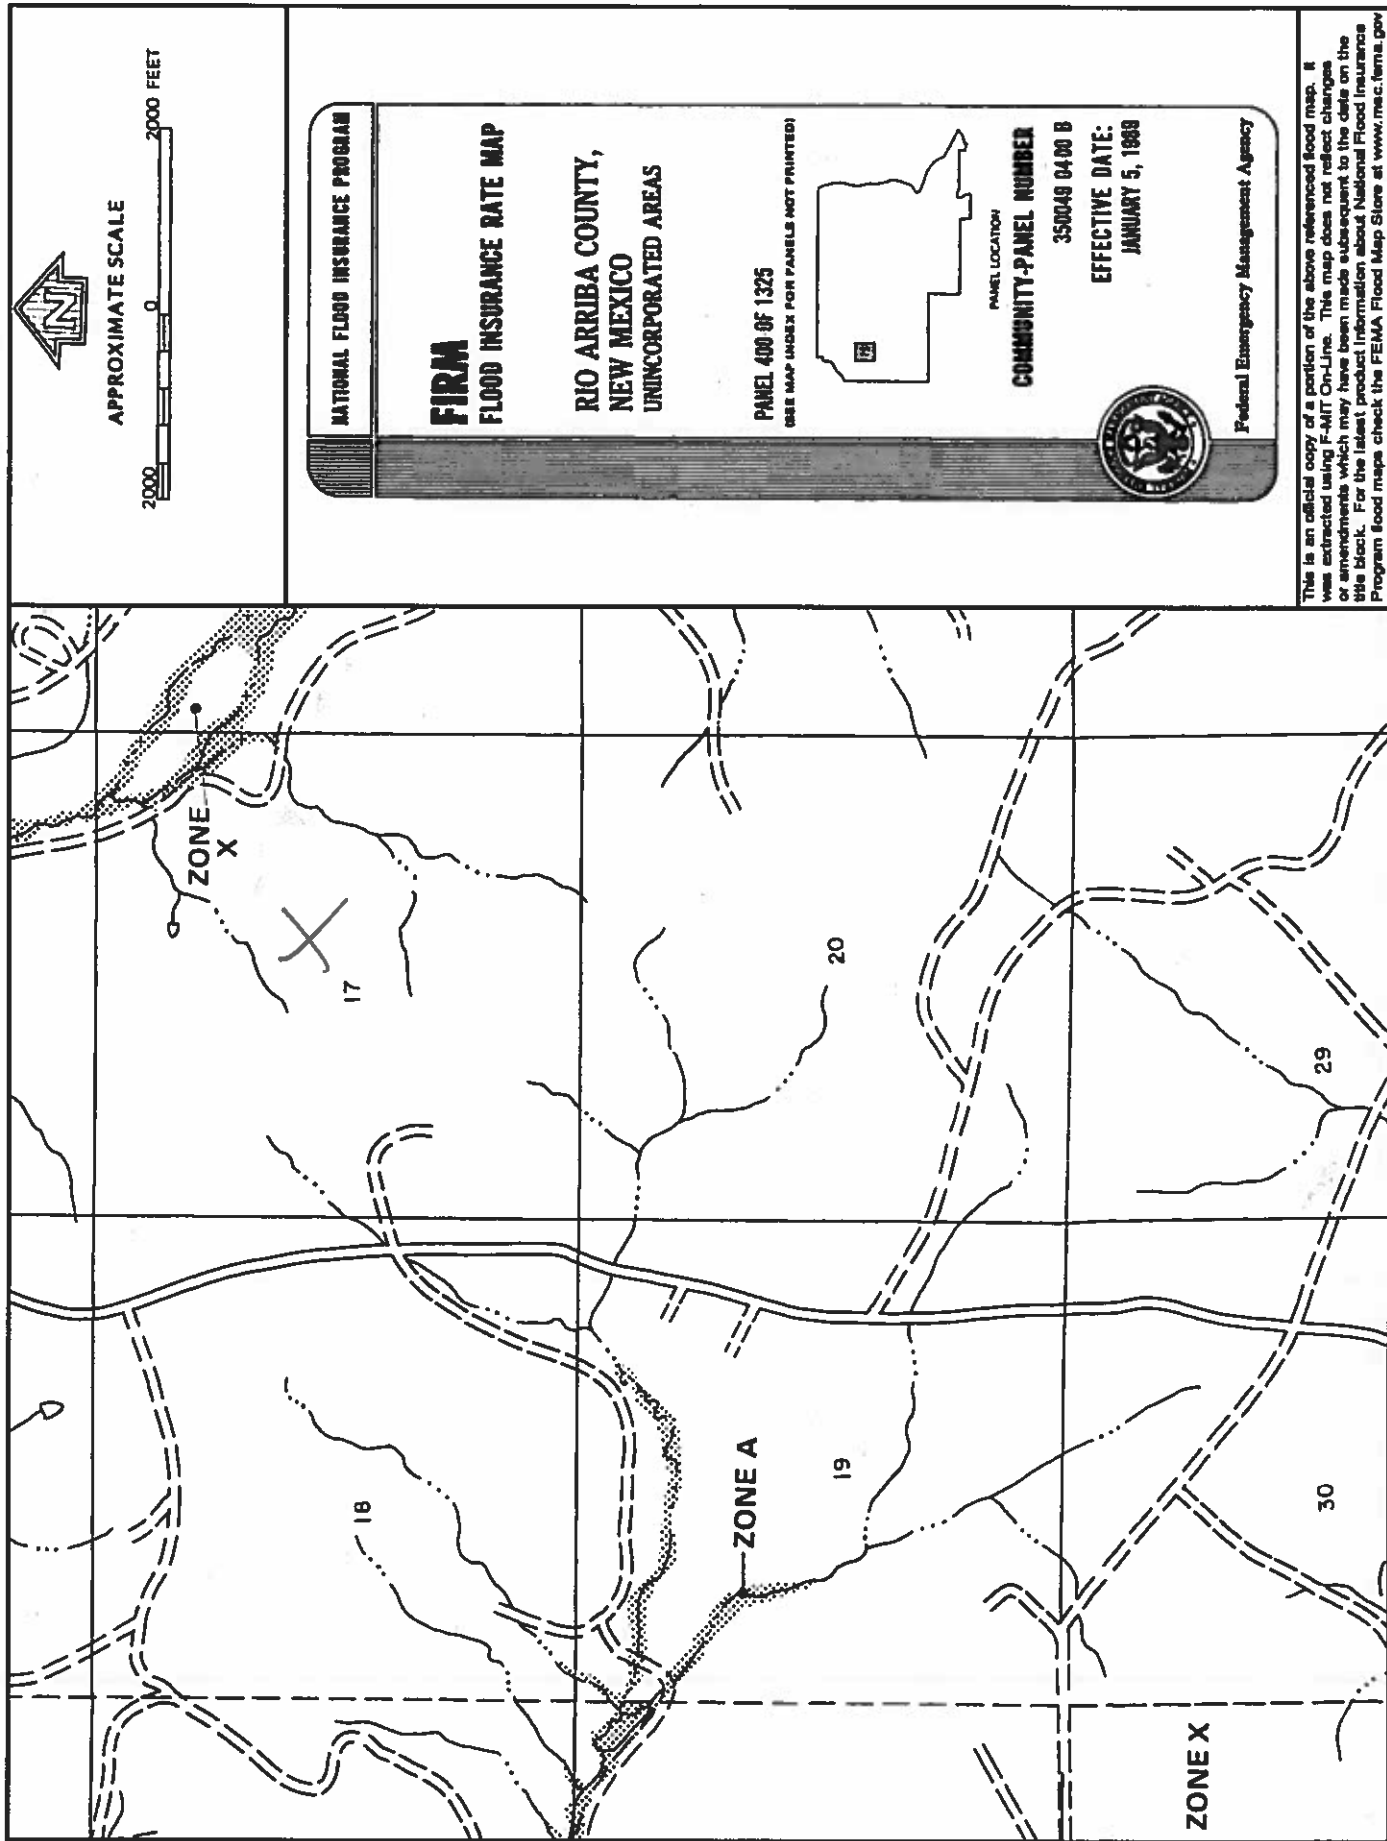 APPROXIMATE SCALE
2000 0 2000 FEET
NATIONAL FLOOD INSURANCE PROGRAM
FIRM
FLOOD INSURANCE RATE MAP
RIO ARRIBA COUNTY,
NEW MEXICO
UNINCORPORATED AREAS
PANEL 400 OF 1325
(SEE MAP INDEX FOR PANELS NOT PRINTED)
PANEL LOCATION
COMMUNITY-PANEL NUMBER
350049 0400 B
EFFECTIVE DATE:
JANUARY 5, 1989
Federal Emergency Management Agency
This is an official copy of a portion of the above referenced flood map. It
was extracted using F-MIT On-Line. This map does not reflect changes
or amendments which may have been made subsequent to the date on the
title block. For the latest product information about National Flood Insurance
Program flood maps check the FEMA Flood Map Store at www.msc.fema.gov
ZONE
X
17
18
20
ZONE A
19
29
30
ZONE X
N